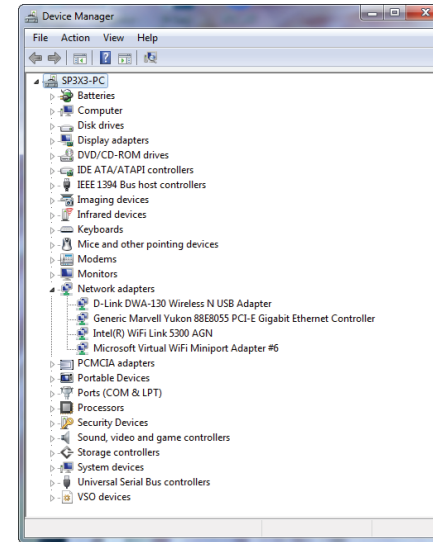 Device Manager
File Action View Help
SP3X3-PC
Batteries
Computer
Disk drives
Display adapters
DVD/CD-ROM drives
IDE ATA/ATAPI controllers
IEEE 1394 Bus host controllers
Imaging devices
Infrared devices
Keyboards
Mice and other pointing devices
Modems
Monitors
Network adapters
D-Link DWA-130 Wireless N USB Adapter
Generic Marvell Yukon 88E8055 PCI-E Gigabit Ethernet Controller
Intel(R) WiFi Link 5300 AGN
Microsoft Virtual WiFi Miniport Adapter #6
PCMCIA adapters
Portable Devices
Ports (COM & LPT)
Processors
Security Devices
Sound, video and game controllers
Storage controllers
System devices
Universal Serial Bus controllers
VSO devices